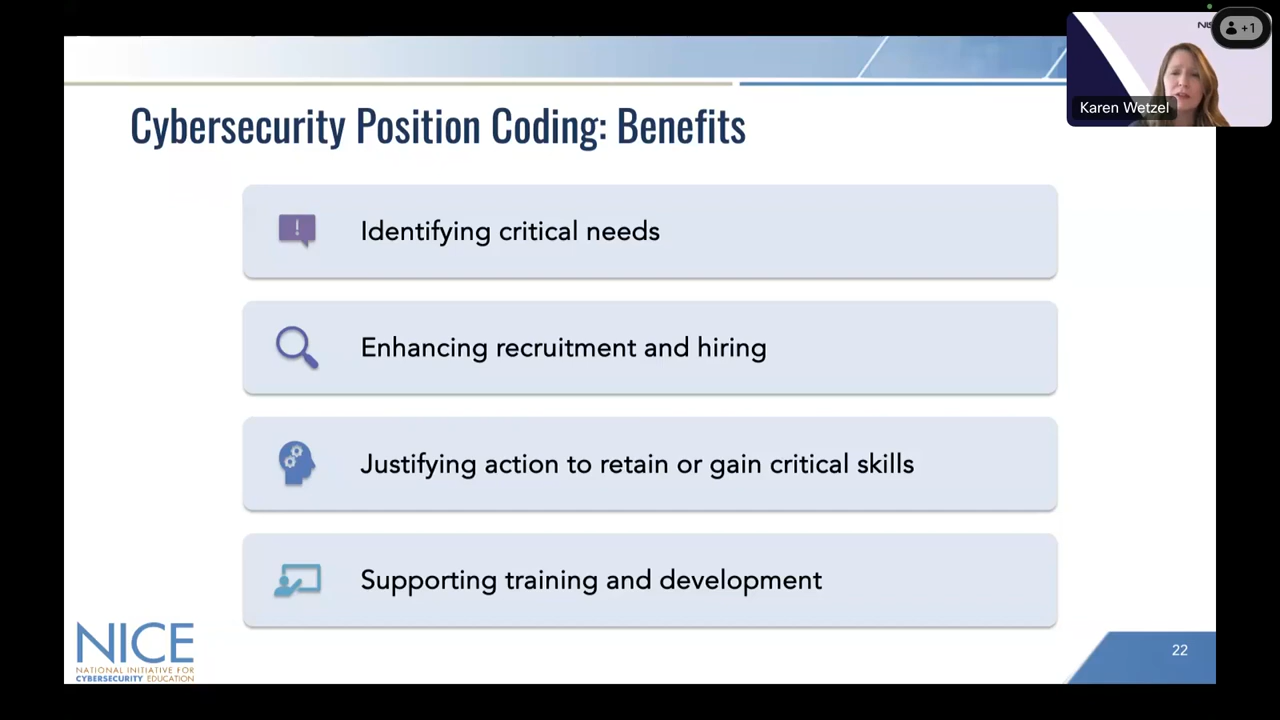 Cybersecurity Position Coding: Benefits
Karen Wetzel
+1
!
Identifying critical needs
Enhancing recruitment and hiring
Justifying action to retain or gain critical skills
Supporting training and development
NICE
NATIONAL INITIATIVE FOR
CYBERSECURITY EDUCATION
22